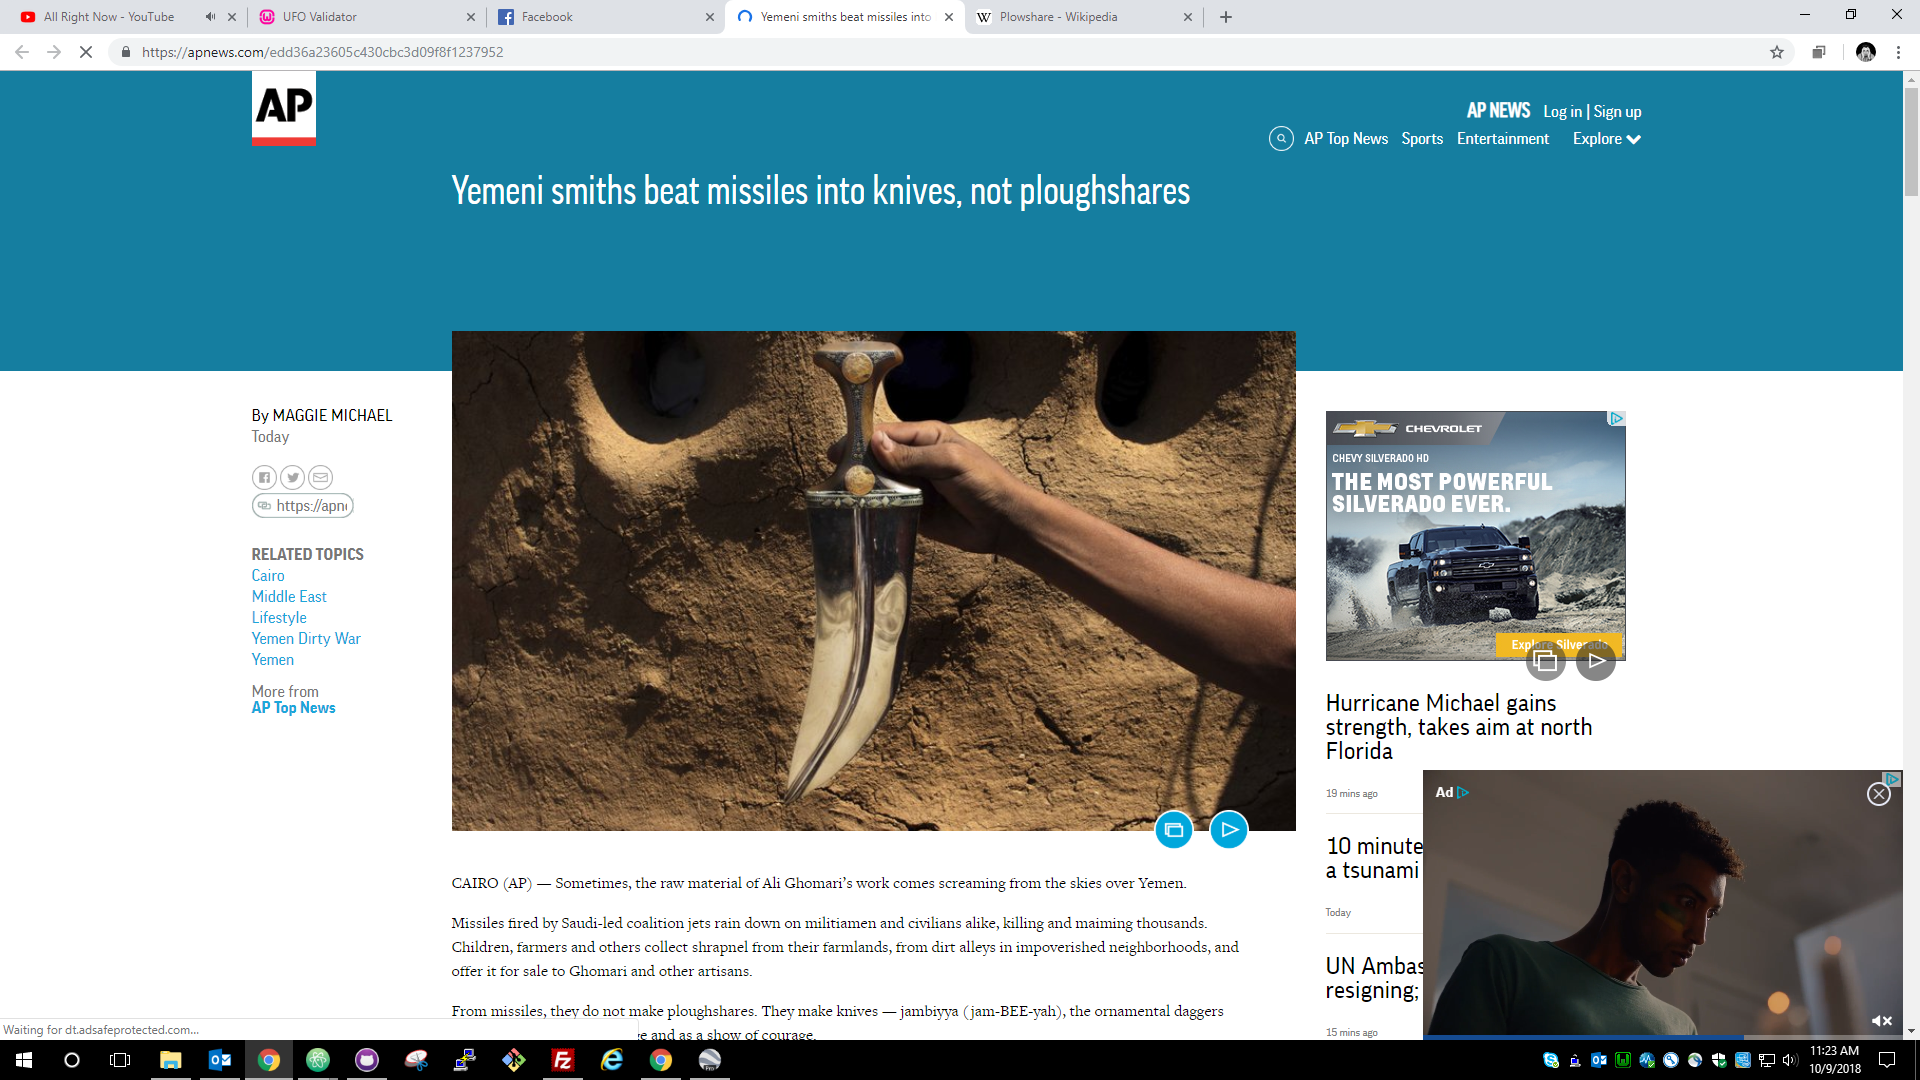 All Right Now - YouTube
UFO Validator
Facebook
Yemeni smiths beat missiles into
Plowshare - Wikipedia
https://apnews.com/edd36a23605c430cbc3d09f8f1237952
AP
AP NEWS Log in | Sign up
AP Top News Sports Entertainment Explore
Yemeni smiths beat missiles into knives, not ploughshares
By MAGGIE MICHAEL
Today
https://apn
RELATED TOPICS
Cairo
Middle East
Lifestyle
Yemen Dirty War
Yemen
More from
AP Top News
CAIRO (AP) — Sometimes, the raw material of Ali Ghomari’s work comes screaming from the skies over Yemen.
Missiles fired by Saudi-led coalition jets rain down on militiamen and civilians alike, killing and maiming thousands.
Children, farmers and others collect shrapnel from their farmlands, from dirt alleys in impoverished neighborhoods, and
offer it for sale to Ghomari and other artisans.
From missiles, they do not make ploughshares. They make knives — jambiyya (jam-BEE-yah), the ornamental daggers
and as a show of courage.
CHEVROLET
CHEVY SILVERADO HD
THE MOST POWERFUL
SILVERADO EVER.
Explore Silverado
Hurricane Michael gains
strength, takes aim at north
Florida
19 mins ago
10 minute
a tsunami
Today
UN Ambas
resigning;
15 mins ago
Ad
Waiting for dt.adsafeprotected.com...
11:23 AM
10/9/2018